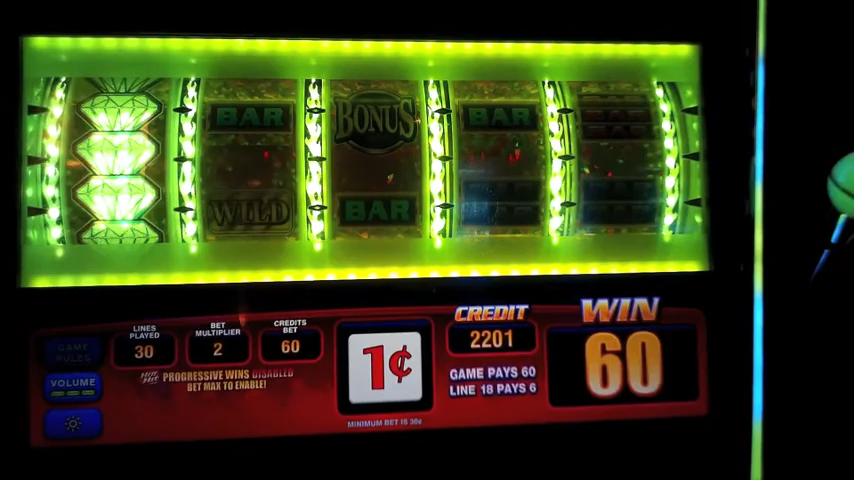 BAR
WILD
BONUS
BAR
BAR
GAME RULES
VOLUME
LINES PLAYED
30
BET MULTIPLIER
2
CREDITS BET
60
PROGRESSIVE WINS DISABLED
BET MAX TO ENABLE!
1¢
MINIMUM BET IS 30¢
CREDIT
2201
GAME PAYS 60
LINE 18 PAYS 6
WIN
60